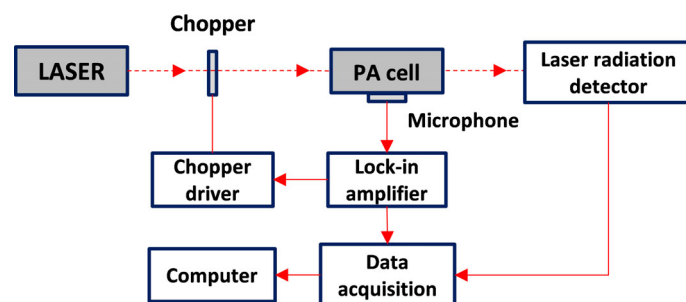 Chopper
LASER
PA cell
Laser radiation
detector
Microphone
Chopper
driver
Lock-in
amplifier
Computer
Data
acquisition